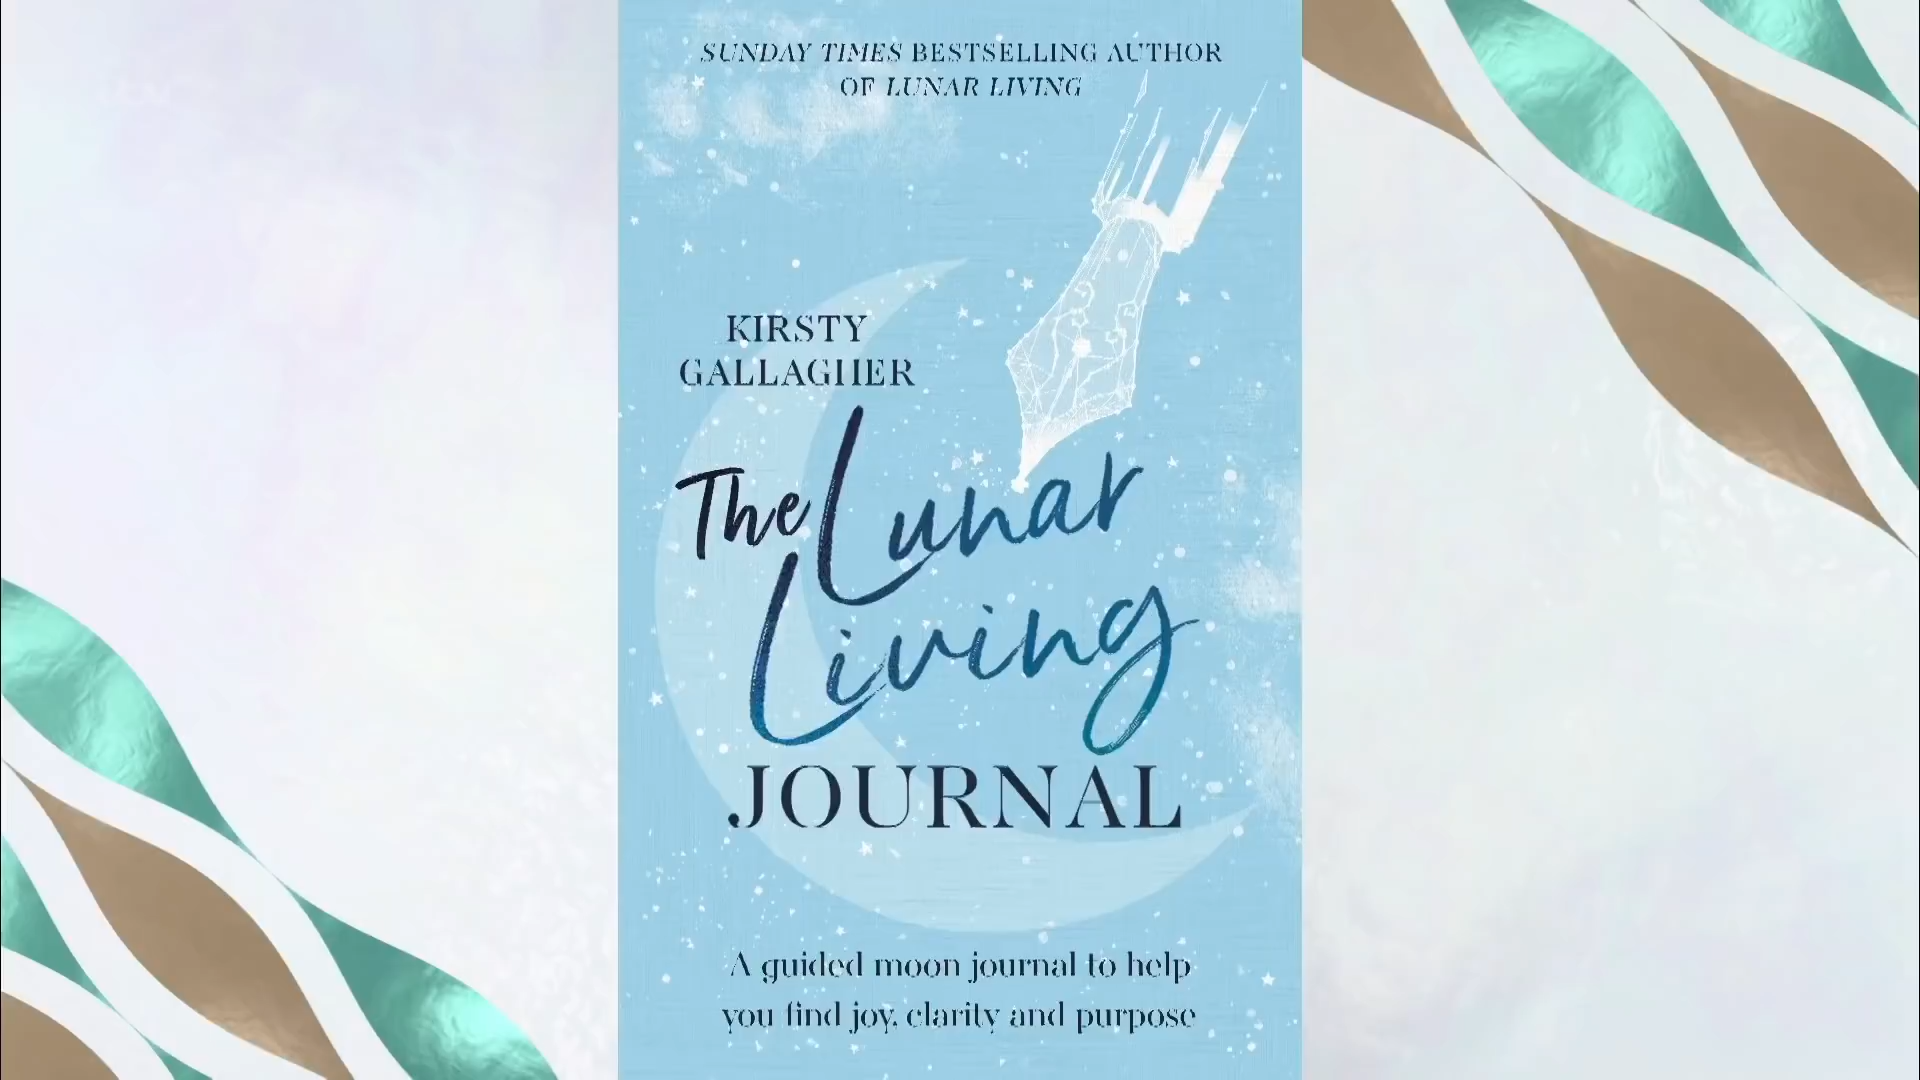 SUNDAY TIMES BESTSELLING AUTHOR
OF LUNAR LIVING
KIRSTY
GALLAGHER
The Lunar
Living
JOURNAL
A guided moon journal to help
you find joy, clarity and purpose